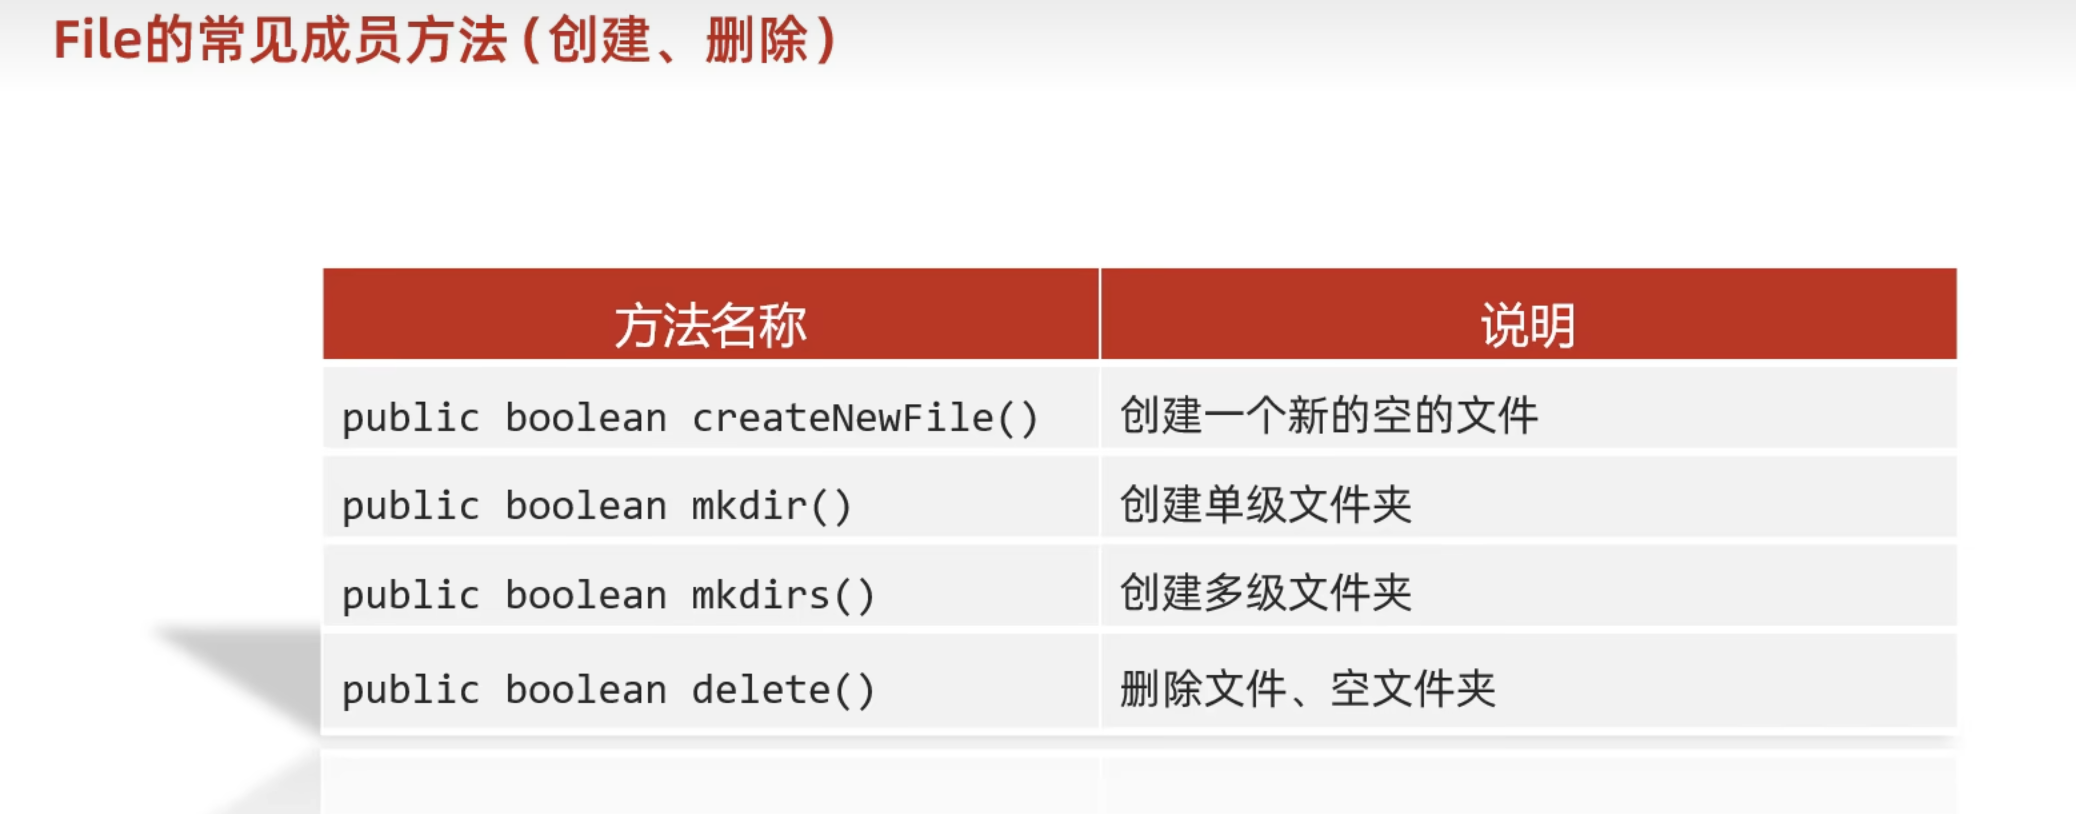 File的常见成员方法(创建、删除)
方法名称 说明
public boolean createNewFile() 创建一个新的空的文件
public boolean mkdir() 创建单级文件夹
public boolean mkdirs() 创建多级文件夹
public boolean delete() 删除文件、空文件夹